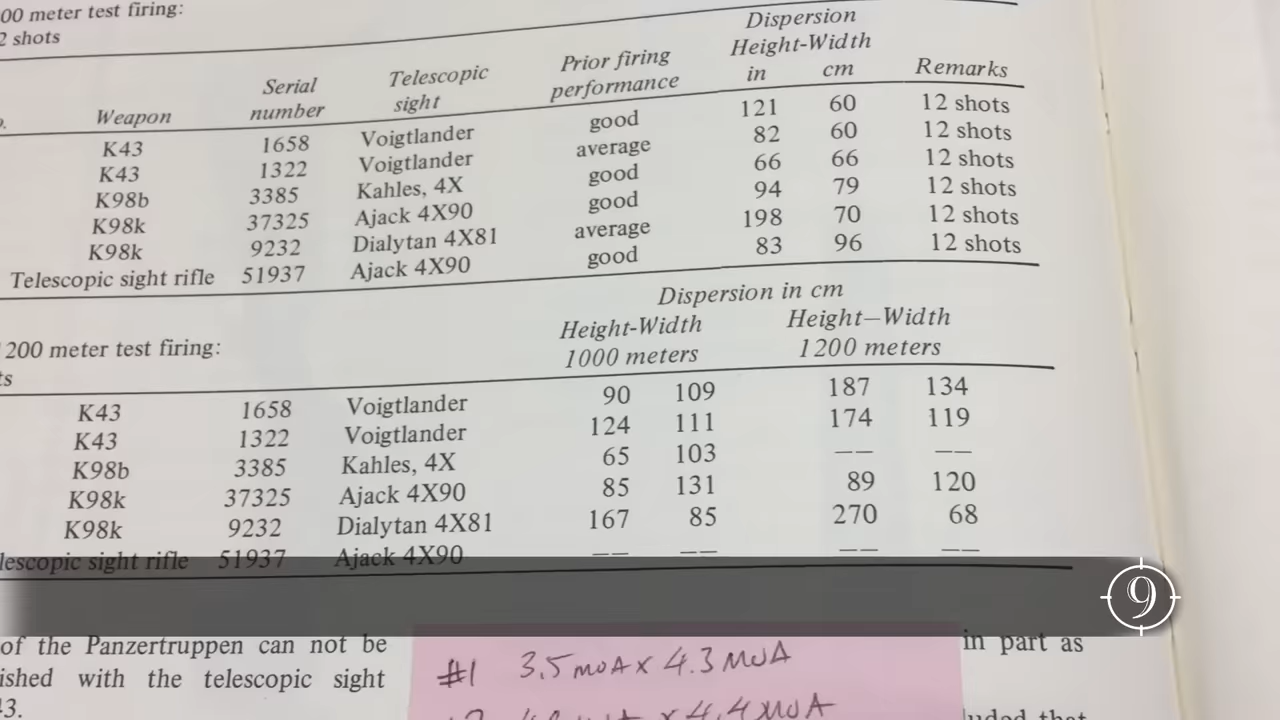 00 meter test firing:
2 shots
Dispersion
Serial Telescopic Prior firing Height-Width
Weapon number sight performance in cm Remarks
K43 1658 Voigtlander good 121 60 12 shots
K43 1322 Voigtlander average 82 60 12 shots
K98b 3385 Kahles, 4X good 66 66 12 shots
K98k 37325 Ajack 4X90 good 94 79 12 shots
K98k 9232 Dialytan 4X81 average 198 70 12 shots
Telescopic sight rifle 51937 Ajack 4X90 good 83 96 12 shots
Dispersion in cm
Height-Width Height—Width
200 meter test firing: 1000 meters 1200 meters
ts
K43 1658 Voigtlander 90 109 187 134
K43 1322 Voigtlander 124 111 174 119
K98b 3385 Kahles, 4X 65 103 —— ——
K98k 37325 Ajack 4X90 85 131 89 120
K98k 9232 Dialytan 4X81 167 85 270 68
lescopic sight rifle 51937 Ajack 4X90 —— —— —— ——
9
of the Panzertruppen can not be in part as
ished with the telescopic sight
3.
#1 3.5 MOA X 4.3 MOA
X 4.4 MOA